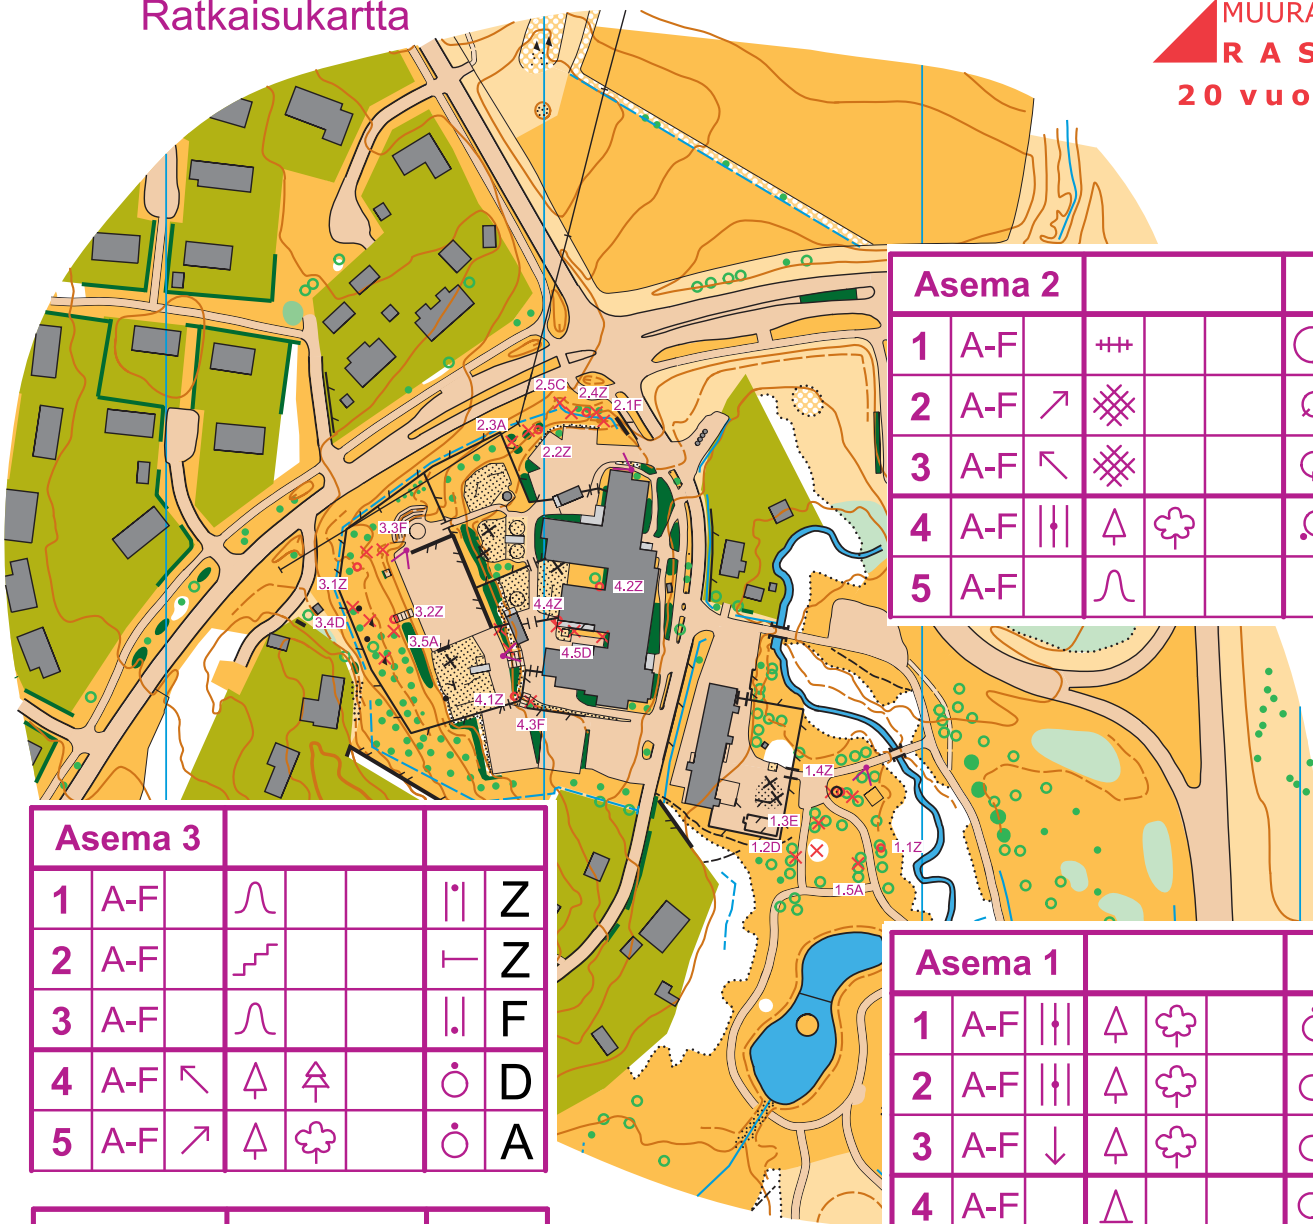 Ratkaisukartta
MUURA
RAS
20 vuo
2.5C
2.4Z
2.1F
2.3A
2.2Z
3.3F
3.1Z
3.2Z
3.4D
3.5A
4.2Z
4.4Z
4.5D
4.1Z
4.3F
1.4Z
1.3E
1.2D
1.1Z
1.5A
Asema 2
1 A-F
2 A-F
3 A-F
4 A-F
5 A-F
Asema 3
1 A-F Z
2 A-F Z
3 A-F F
4 A-F D
5 A-F A
Asema 1
1 A-F
2 A-F
3 A-F
4 A-F